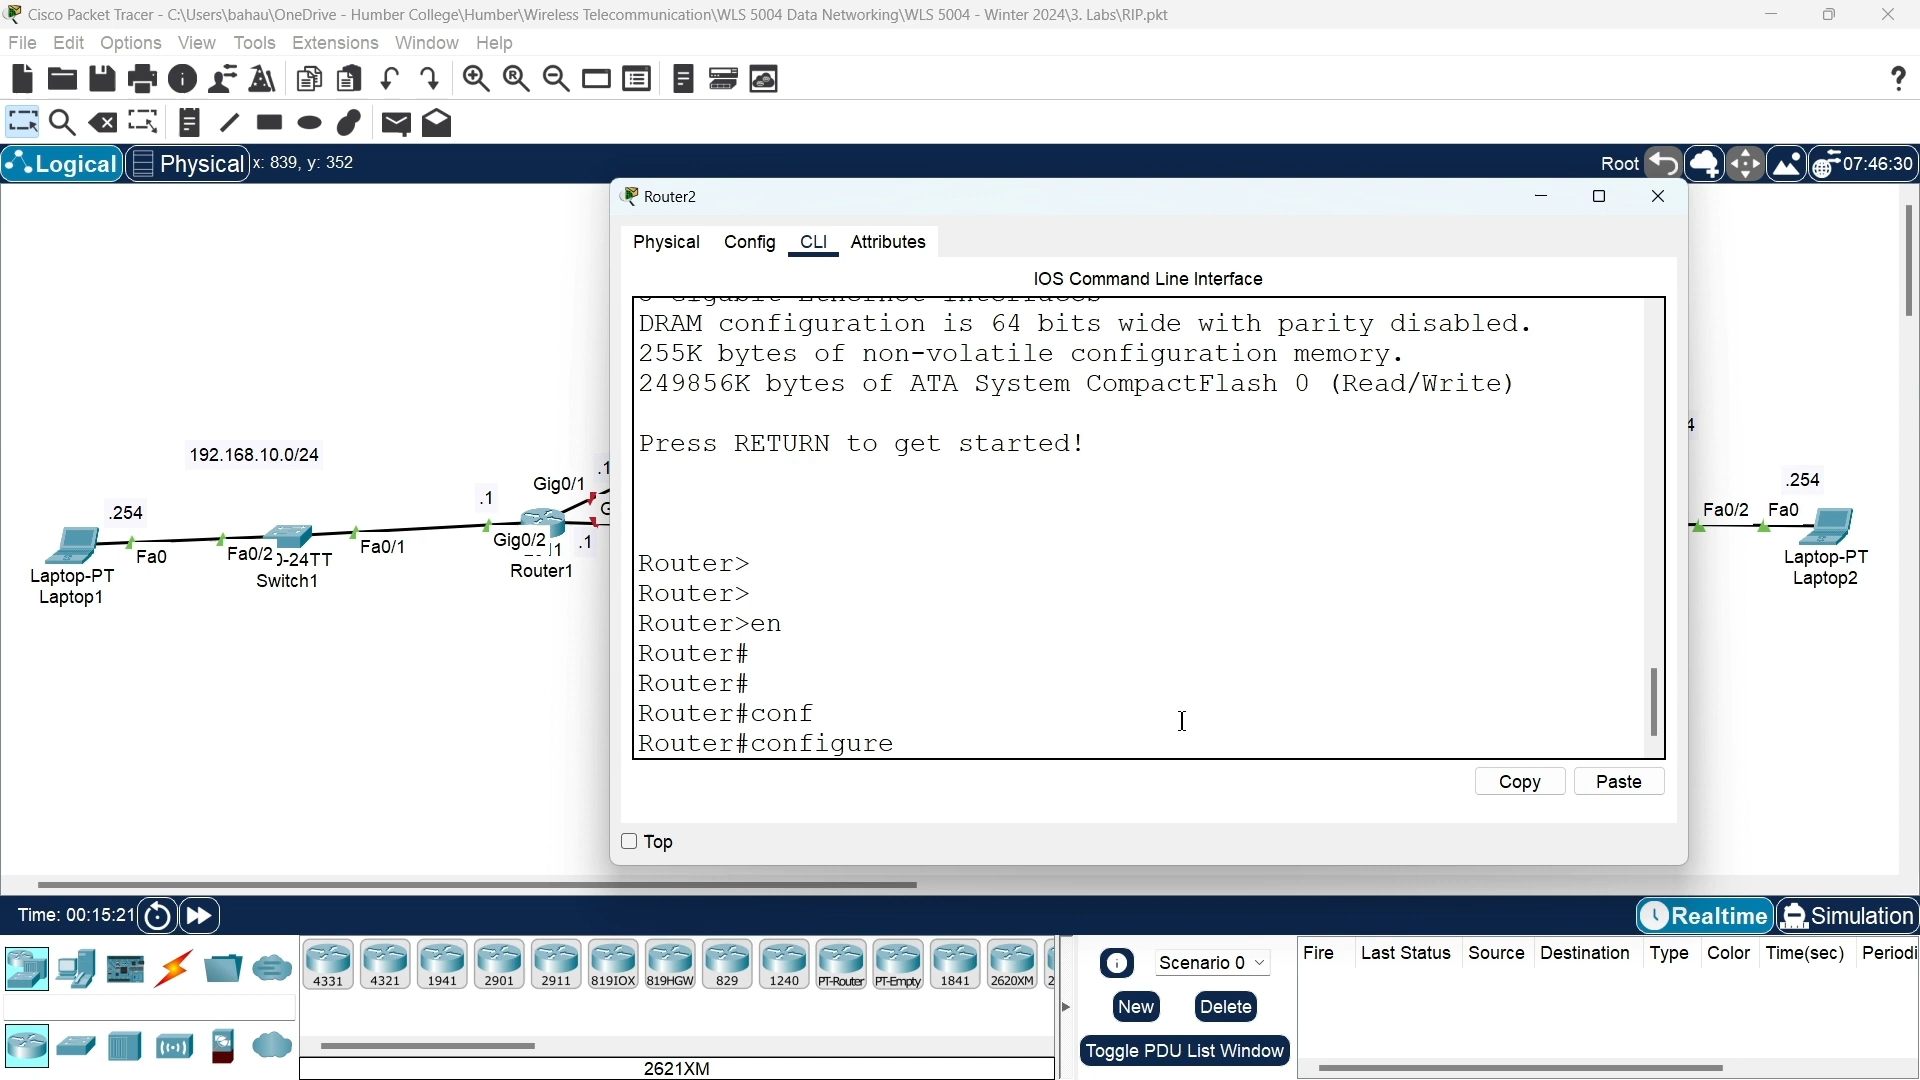 Cisco Packet Tracer - C:\Users\bahau\OneDrive - Humber College\Humber\Wireless Telecommunication\WLS 5004 Data Networking\WLS 5004 - Winter 2024\3. Labs\RIP.pkt
File Edit Options View Tools Extensions Window Help
Logical Physical x: 839, y: 352
Root 07:46:30
Router2
Physical Config CLI Attributes
IOS Command Line Interface
DRAM configuration is 64 bits wide with parity disabled.
255K bytes of non-volatile configuration memory.
249856K bytes of ATA System CompactFlash 0 (Read/Write)
Press RETURN to get started!
Router>
Router>
Router>en
Router#
Router#
Router#conf
Router#configure
Copy Paste
Top
192.168.10.0/24
.254
Fa0
Laptop-PT
Laptop1
Fa0/2
-24TT
Switch1
Fa0/1
.1
Gig0/1
.1
Gig0/2
.1
Router1
4
.254
Fa0/2 Fa0
Laptop-PT
Laptop2
Time: 00:15:21
Realtime Simulation
4331 4321 1941 2901 2911 819IOX 819HGW 829 1240 PT-Router PT-Empty 1841 2620XM 2
2621XM
Scenario 0
New Delete
Toggle PDU List Window
Fire Last Status Source Destination Type Color Time(sec) Periodi